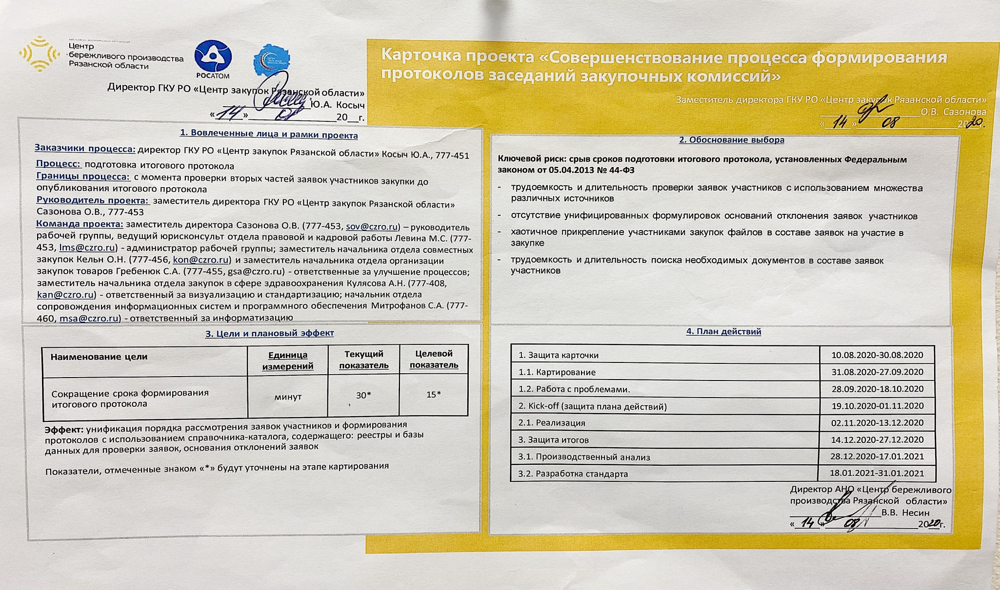 Центр
бережливого производства
Рязанской области
РОСАТОМ
Директор ГКУ РО «Центр закупок Рязанской области»
Ю.А. Косыч
«14» 20__г.
Карточка проекта «Совершенствование процесса формирования
протоколов заседаний закупочных комиссий»
Заместитель директора ГКУ РО «Центр закупок Рязанской области»
О.В. Сазонова
«14» 08 2020г.
1. Вовлеченные лица и рамки проекта
Заказчики процесса: директор ГКУ РО «Центр закупок Рязанской области» Косыч Ю.А., 777-451
Процесс: подготовка итогового протокола
Границы процесса: с момента проверки вторых частей заявок участников закупки до
опубликования итогового протокола
Руководитель проекта: заместитель директора ГКУ РО «Центр закупок Рязанской области»
Сазонова О.В., 777-453
Команда проекта: заместитель директора Сазонова О.В. (777-453, sov@czro.ru) – руководитель
рабочей группы, ведущий юрисконсульт отдела правовой и кадровой работы Левина М.С. (777-
453, lms@czro.ru) - администратор рабочей группы; заместитель начальника отдела совместных
закупок Кельн О.Н. (777-456, kon@czro.ru) и заместитель начальника отдела организации
закупок товаров Гребенюк С.А. (777-455, gsa@czro.ru) - ответственные за улучшение процессов;
заместитель начальника отдела закупок в сфере здравоохранения Кулясова А.Н. (777-408,
kan@czro.ru) - ответственный за визуализацию и стандартизацию; начальник отдела
сопровождения информационных систем и программного обеспечения Митрофанов С.А. (777-
460, msa@czro.ru) - ответственный за информатизацию
2. Обоснование выбора
Ключевой риск: срыв сроков подготовки итогового протокола, установленных Федеральным
законом от 05.04.2013 № 44-ФЗ
- трудоемкость и длительность проверки заявок участников с использованием множества
различных источников
- отсутствие унифицированных формулировок оснований отклонения заявок участников
- хаотичное прикрепление участниками закупок файлов в составе заявок на участие в
закупке
- трудоемкость и длительность поиска необходимых документов в составе заявок
участников
3. Цели и плановый эффект
Наименование цели Единица измерений Текущий показатель Целевой показатель
Сокращение срока формирования
итогового протокола минут 30* 15*
Эффект: унификация порядка рассмотрения заявок участников и формирования
протоколов с использованием справочника-каталога, содержащего: реестры и базы
данных для проверки заявок, основания отклонений заявок
Показатели, отмеченные знаком «*» будут уточнены на этапе картирования
4. План действий
1. Защита карточки 10.08.2020-30.08.2020
1.1. Картирование 31.08.2020-27.09.2020
1.2. Работа с проблемами. 28.09.2020-18.10.2020
2. Kick-off (защита плана действий) 19.10.2020-01.11.2020
2.1. Реализация 02.11.2020-13.12.2020
3. Защита итогов 14.12.2020-27.12.2020
3.1. Производственный анализ 28.12.2020-17.01.2021
3.2. Разработка стандарта 18.01.2021-31.01.2021
Директор АНО «Центр бережливого
производства Рязанской области»
В.В. Несин
«14» 08 2020г.